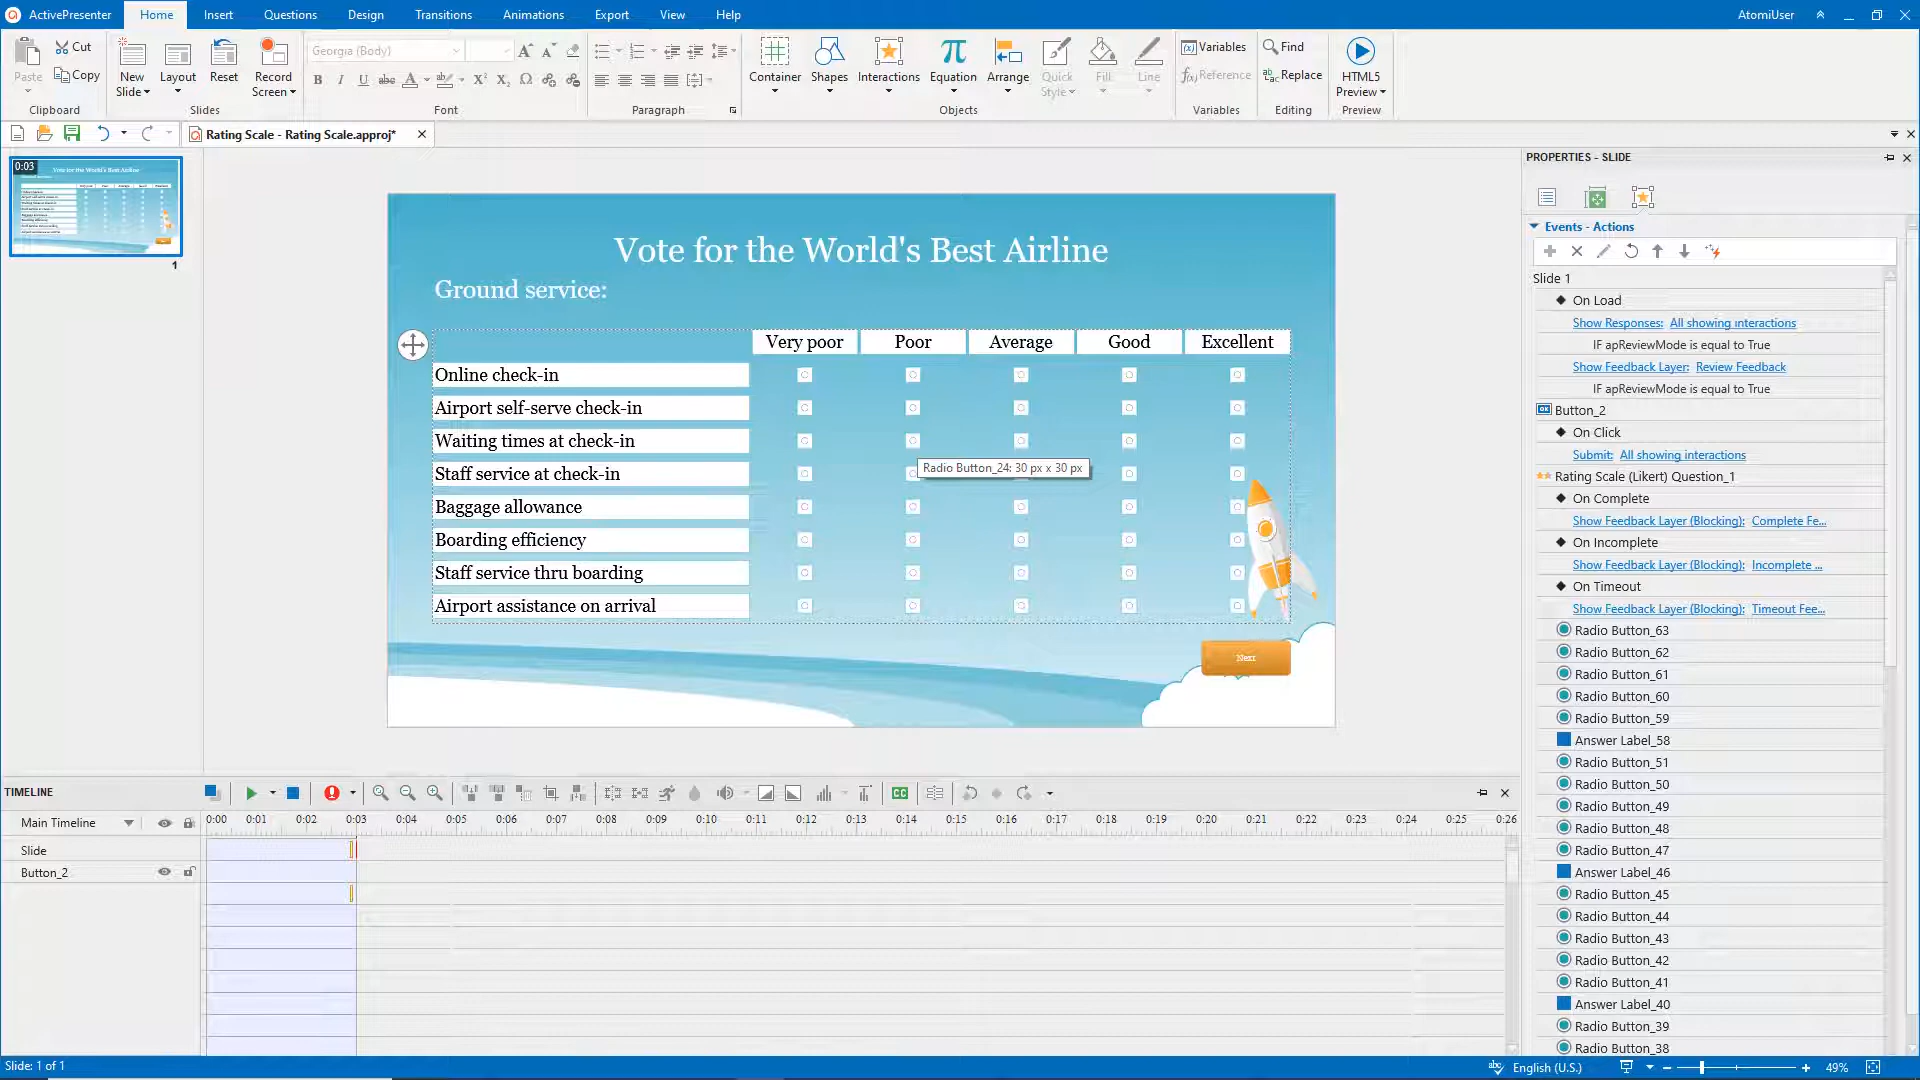 ActivePresenter
Home
Insert
Questions
Design
Transitions
Animations
Export
View
Help
AtomiUser
Paste
Cut
Copy
Clipboard
New Slide
Layout
Reset
Record Screen
Slides
Georgia (Body)
Font
Paragraph
Container
Shapes
Interactions
Equation
Arrange
Quick Style
Fill
Line
Objects
Variables
Reference
Variables
Find
Replace
Editing
HTML5 Preview
Preview
Rating Scale - Rating Scale.approj*
0:03
1
Vote for the World's Best Airline
Ground service:
Very poor Poor Average Good Excellent
Online check-in
Airport self-serve check-in
Waiting times at check-in
Staff service at check-in
Radio Button_24: 30 px x 30 px
Baggage allowance
Boarding efficiency
Staff service thru boarding
Airport assistance on arrival
Next
PROPERTIES - SLIDE
Events - Actions
Slide 1
On Load
Show Responses: All showing interactions
IF apReviewMode is equal to True
Show Feedback Layer: Review Feedback
IF apReviewMode is equal to True
Button_2
On Click
Submit: All showing interactions
Rating Scale (Likert) Question_1
On Complete
Show Feedback Layer (Blocking): Complete Fe...
On Incomplete
Show Feedback Layer (Blocking): Incomplete ...
On Timeout
Show Feedback Layer (Blocking): Timeout Fee...
Radio Button_63
Radio Button_62
Radio Button_61
Radio Button_60
Radio Button_59
Answer Label_58
Radio Button_51
Radio Button_50
Radio Button_49
Radio Button_48
Radio Button_47
Answer Label_46
Radio Button_45
Radio Button_44
Radio Button_43
Radio Button_42
Radio Button_41
Answer Label_40
Radio Button_39
Radio Button_38
TIMELINE
Main Timeline
0:00 0:01 0:02 0:03 0:04 0:05 0:06 0:07 0:08 0:09 0:10 0:11 0:12 0:13 0:14 0:15 0:16 0:17 0:18 0:19 0:20 0:21 0:22 0:23 0:24 0:25 0:26
Slide
Button_2
Slide: 1 of 1
English (U.S.)
49%